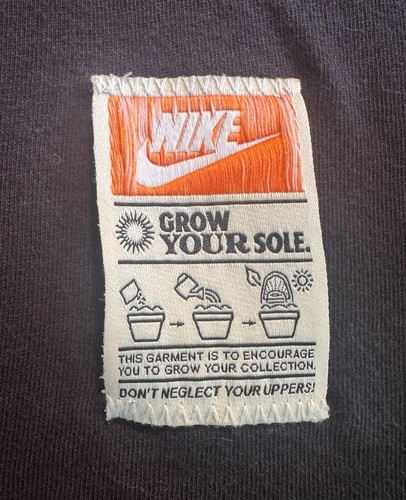 NIKE
GROW
YOUR SOLE.
THIS GARMENT IS TO ENCOURAGE
YOU TO GROW YOUR COLLECTION.
DON'T NEGLECT YOUR UPPERS!